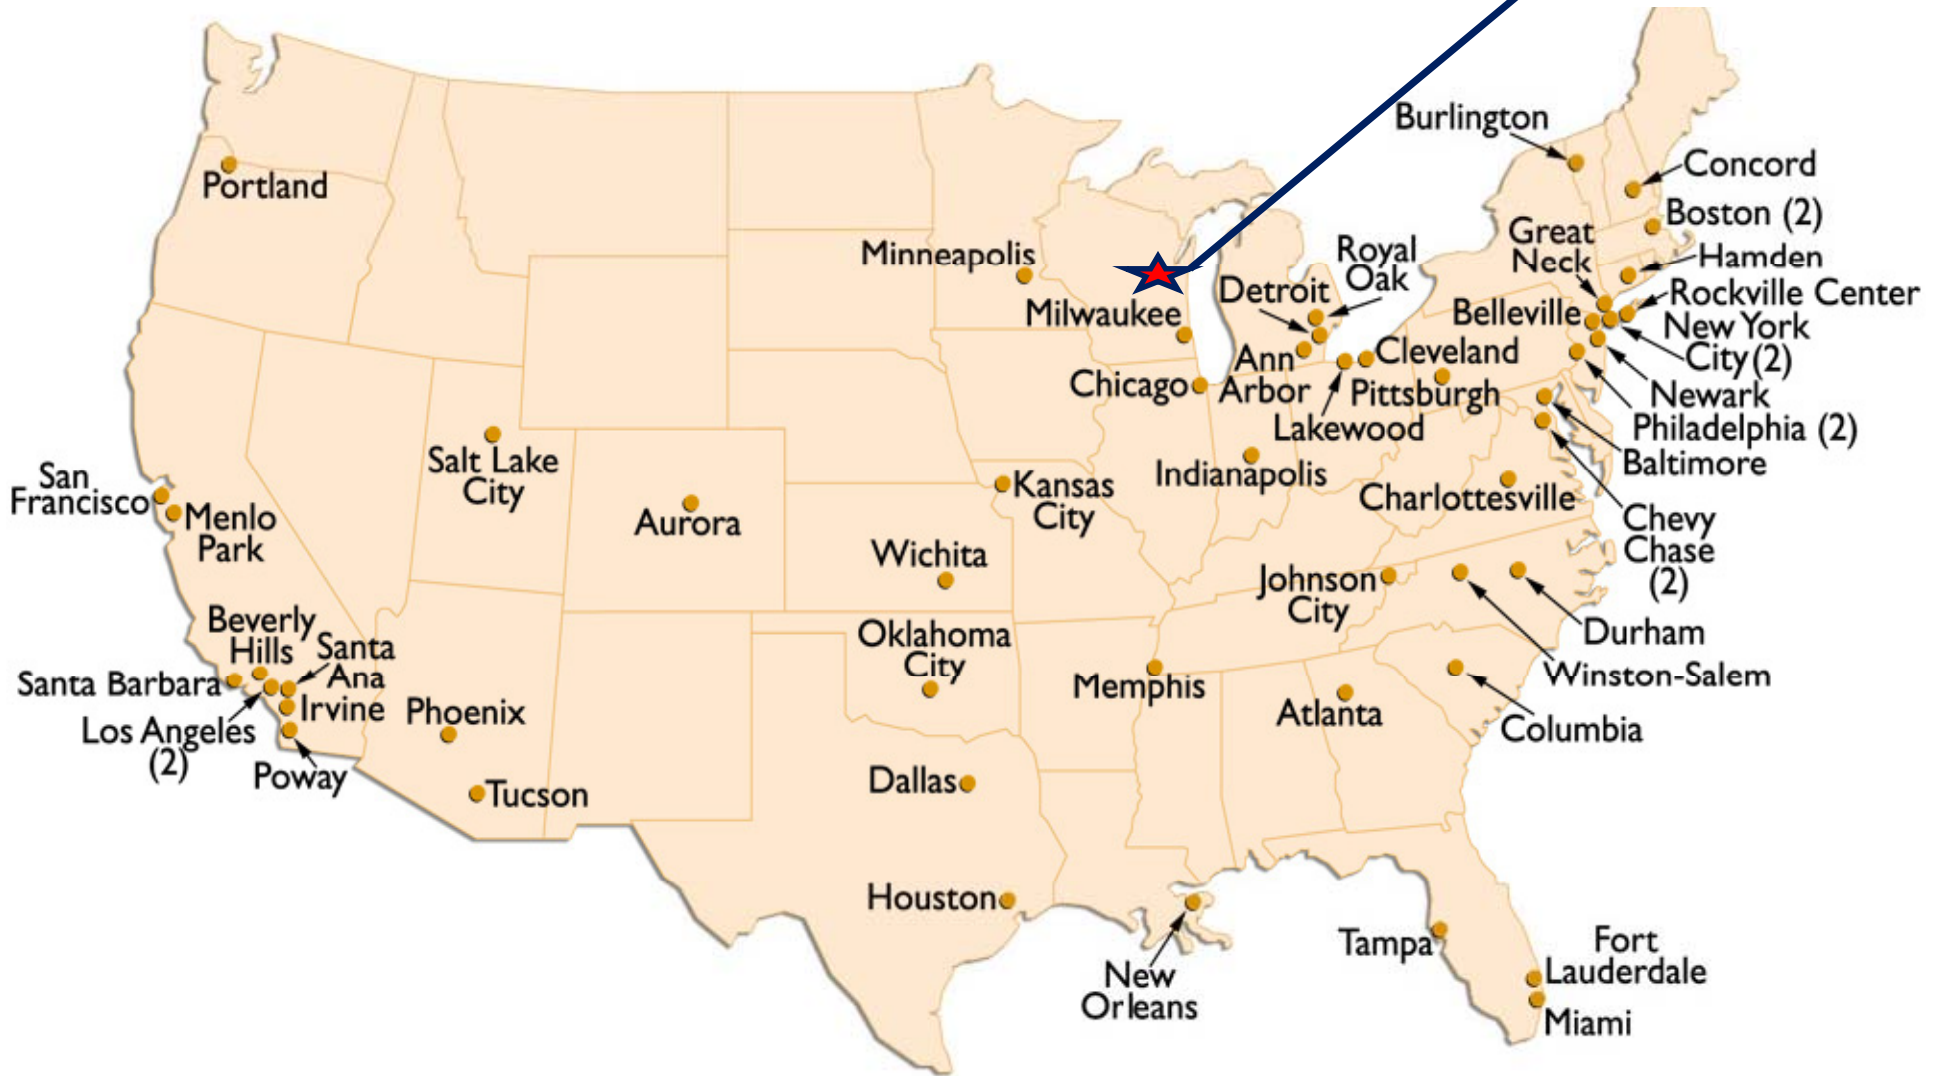 Burlington
Concord
Portland
Boston (2)
Great
Neck
Minneapolis
Royal
Oak
Hamden
Detroit
Rockville Center
Milwaukee
Belleville
New York
City (2)
Ann
Arbor
Cleveland
Chicago
Pittsburgh
Newark
Lakewood
Philadelphia (2)
Salt Lake
City
Indianapolis
Baltimore
San
Francisco
Kansas
City
Charlottesville
Menlo
Park
Aurora
Chevy
Chase
(2)
Wichita
Johnson
City
Beverly
Hills
Oklahoma
City
Durham
Santa
Ana
Santa Barbara
Memphis
Winston-Salem
Irvine
Phoenix
Atlanta
Los Angeles
(2)
Columbia
Poway
Tucson
Dallas
Houston
Tampa
Fort
Lauderdale
New
Orleans
Miami